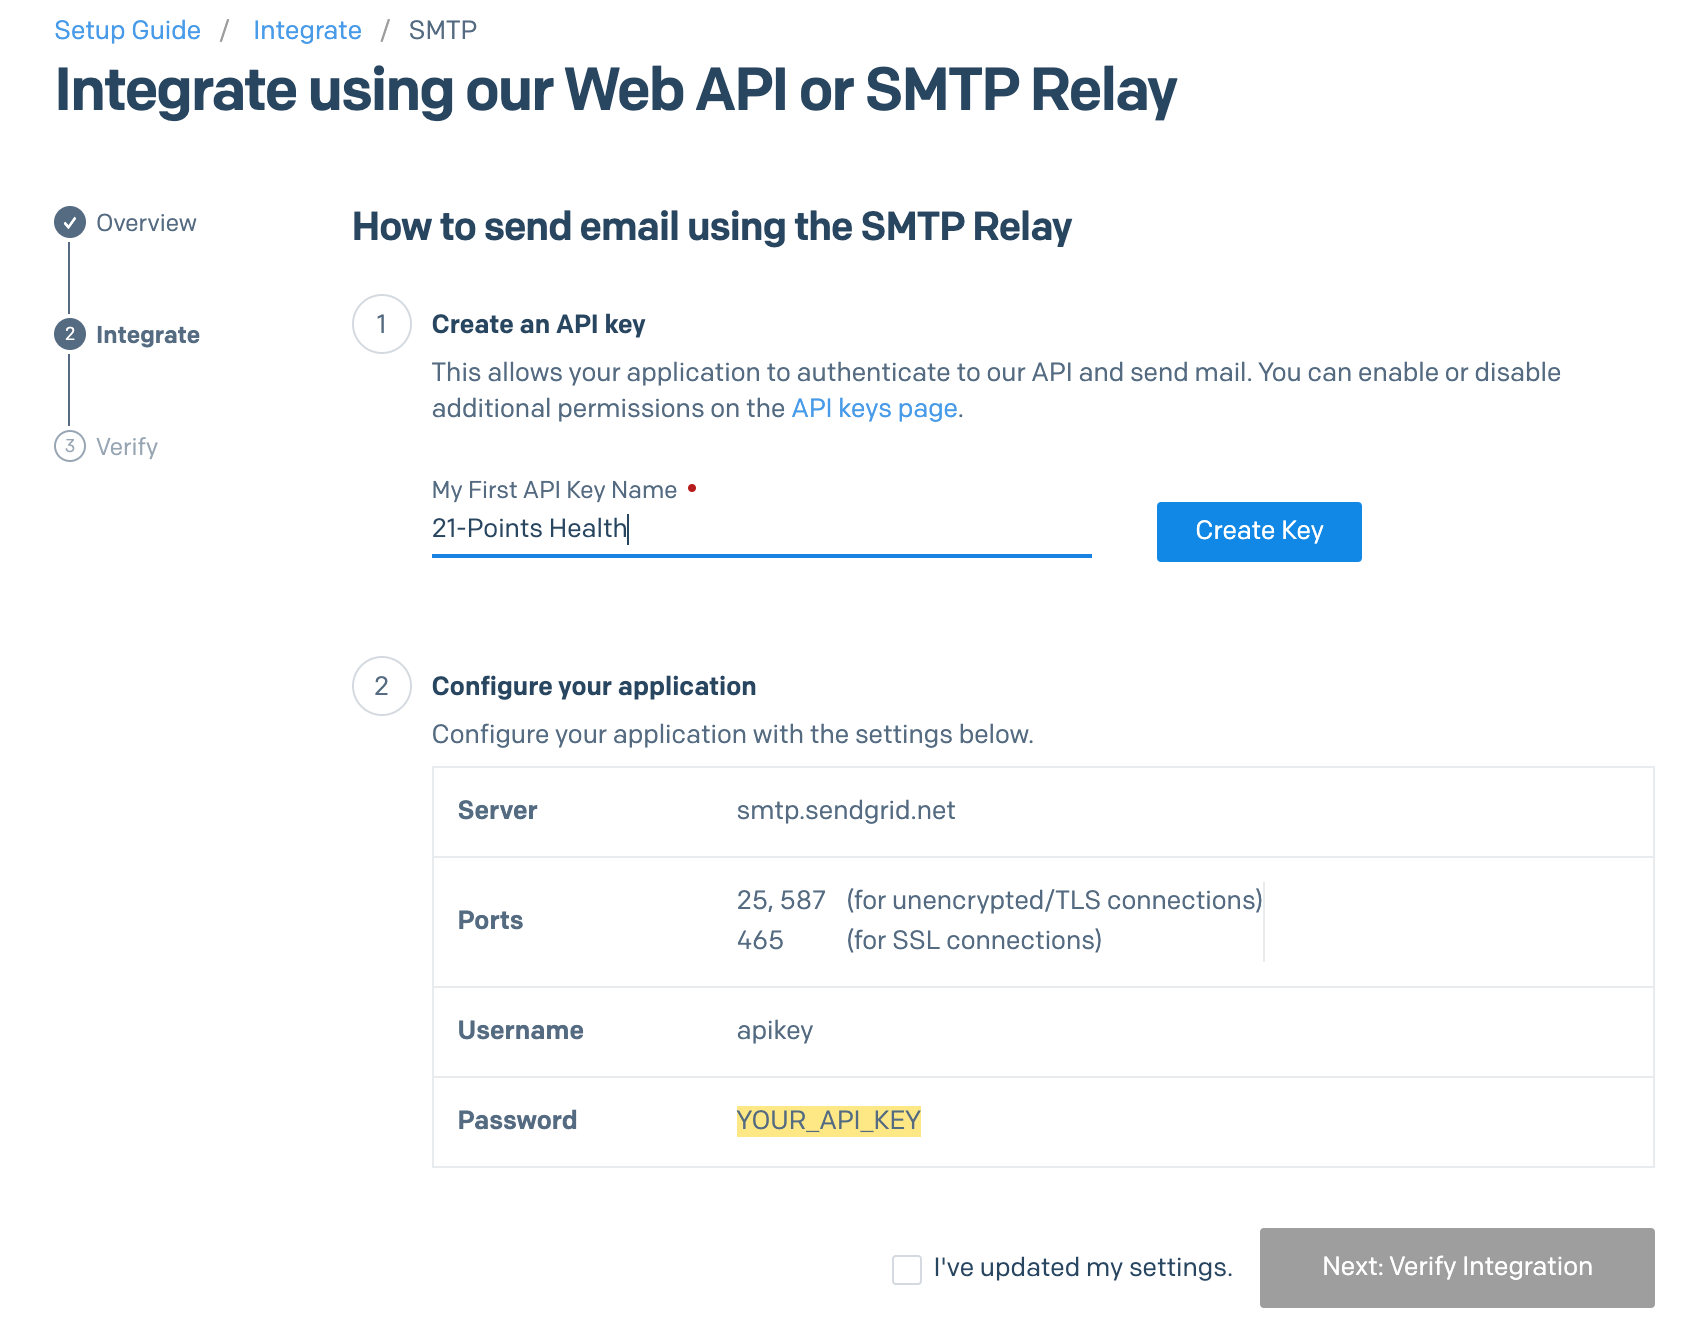 Setup Guide / Integrate / SMTP
Integrate using our Web API or SMTP Relay
Overview
2 Integrate
3 Verify
How to send email using the SMTP Relay
1 Create an API key
This allows your application to authenticate to our API and send mail. You can enable or disable
additional permissions on the API keys page.
My First API Key Name
21-Points Health
Create Key
2 Configure your application
Configure your application with the settings below.
Server smtp.sendgrid.net
Ports
25, 587 (for unencrypted/TLS connections)
465 (for SSL connections)
Username apikey
Password YOUR_API_KEY
I've updated my settings.
Next: Verify Integration